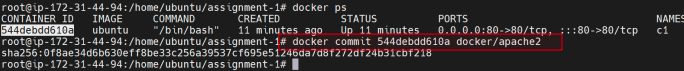 root@ip-172-31-44-94:/home/ubuntu/assignment-1# docker ps
CONTAINER ID IMAGE COMMAND CREATED STATUS PORTS NAMES
544debdd610a ubuntu "/bin/bash" 11 minutes ago Up 11 minutes 0.0.0.0:80->80/tcp, :::80->80/tcp c1
root@ip-172-31-44-94:/home/ubuntu/assignment-1# docker commit 544debdd610a docker/apache2
sha256:0f8ae34d6b630eff8be33c256a39537cf695e51246da7d8f272df24b31cbf218
root@ip-172-31-44-94:/home/ubuntu/assignment-1#